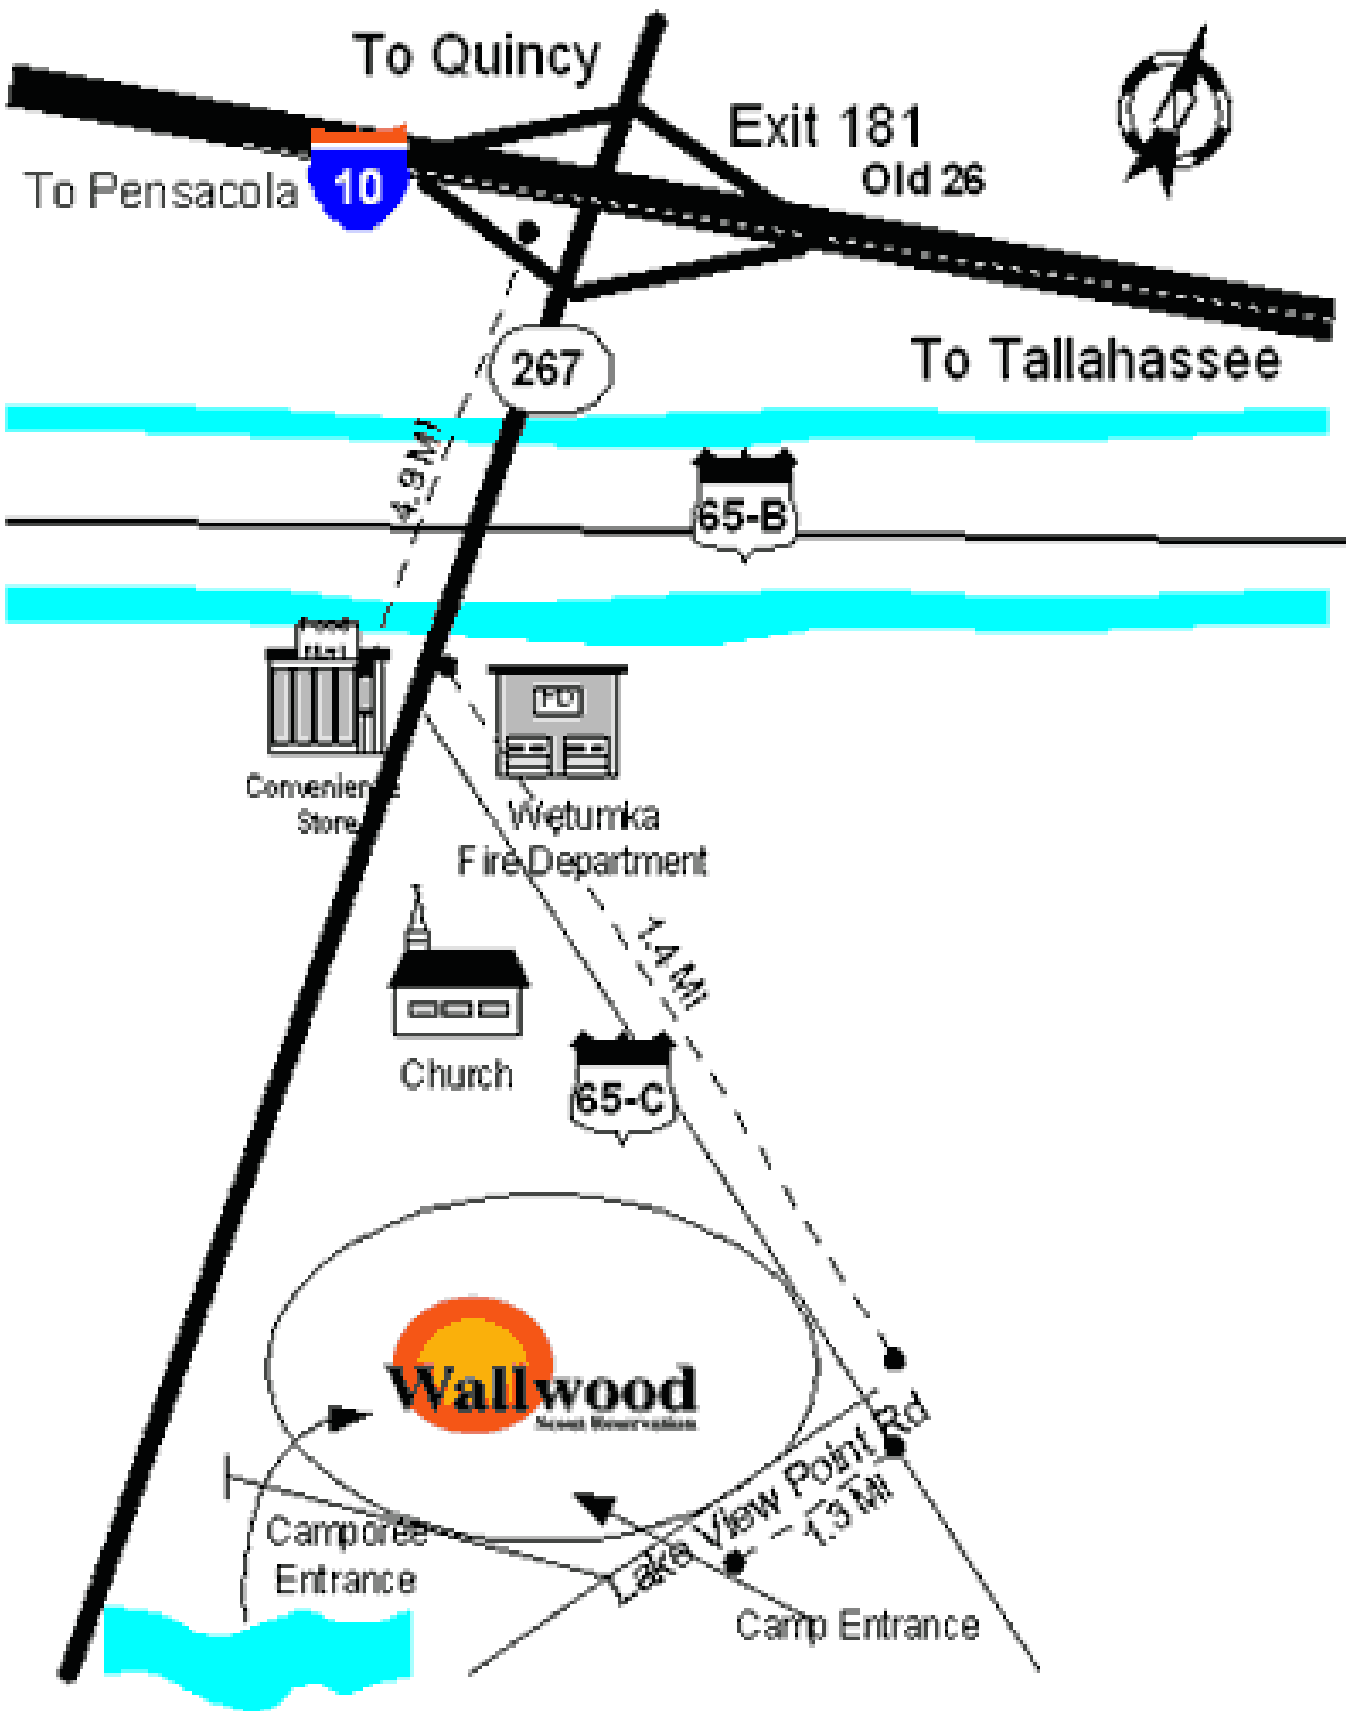 To Quincy
Exit 181
Old 26
To Pensacola
10
To Tallahassee
267
4.9 MI
65-B
FD
Convenience
Store
Wetumka
Fire Department
1.4 MI
Church
65-C
Wallwood
Scout Reservation
Lake View Point Rd
1.3 MI
Camporee
Entrance
Camp Entrance